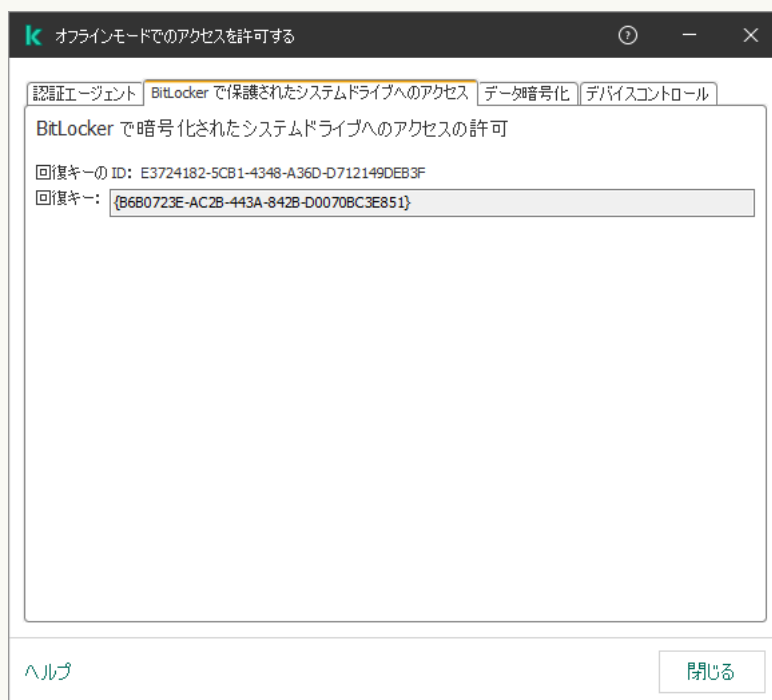 オフラインモードでのアクセスを許可する
認証エージェント BitLocker で保護されたシステムドライブへのアクセス データ暗号化 デバイスコントロール
BitLocker で暗号化されたシステムドライブへのアクセスの許可
回復キーの ID: E3724182-5CB1-4348-A36D-D712149DEB3F
回復キー: {B6B0723E-AC2B-443A-842B-D0070BC3E851}
ヘルプ 閉じる